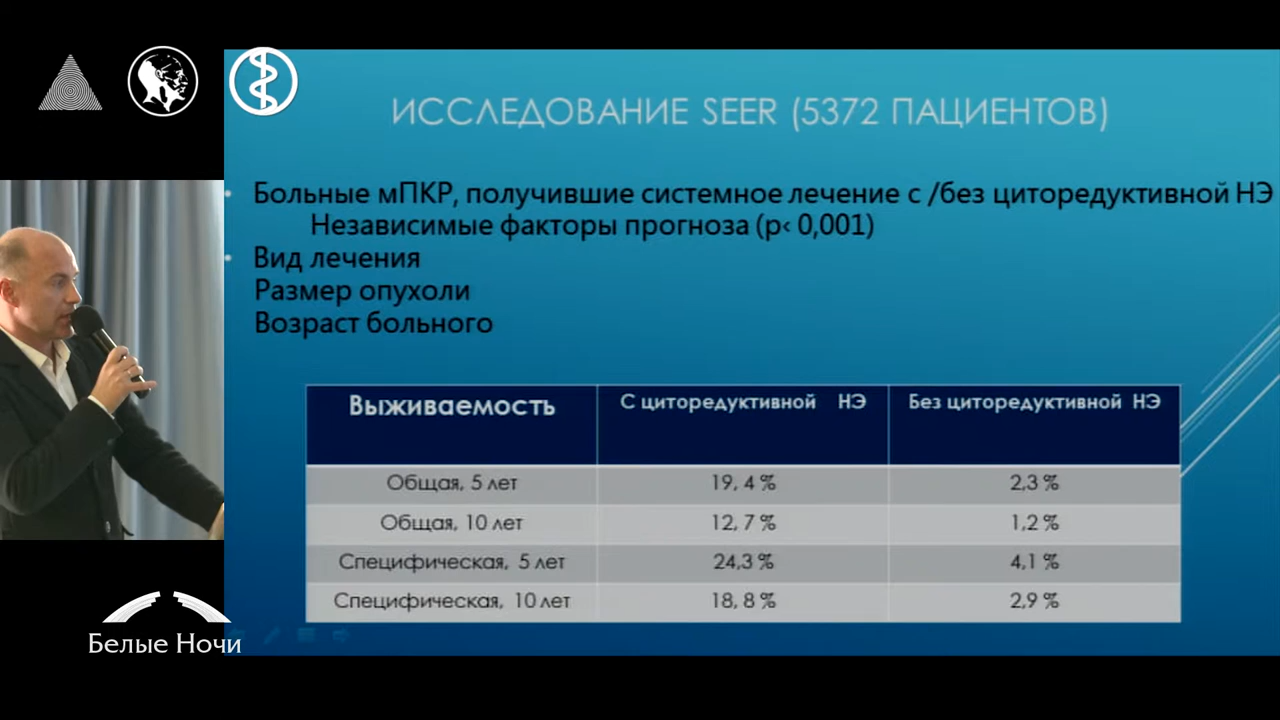 ИССЛЕДОВАНИЕ SEER (5372 ПАЦИЕНТОВ)
Больные мПКР, получившие системное лечение с /без циторедуктивной НЭ
Независимые факторы прогноза (p< 0,001)
Вид лечения
Размер опухоли
Возраст больного
Выживаемость С циторедуктивной НЭ Без циторедуктивной НЭ
Общая, 5 лет 19, 4 % 2,3 %
Общая, 10 лет 12, 7 % 1,2 %
Специфическая, 5 лет 24,3 % 4,1 %
Специфическая, 10 лет 18, 8 % 2,9 %
Белые Ночи